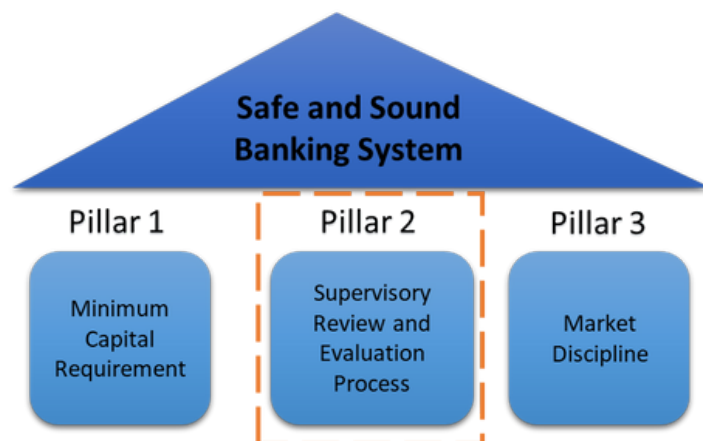 Safe and Sound
Banking System
Pillar 1
Pillar 2
Pillar 3
Minimum
Capital
Requirement
Supervisory
Review and
Evaluation
Process
Market
Discipline